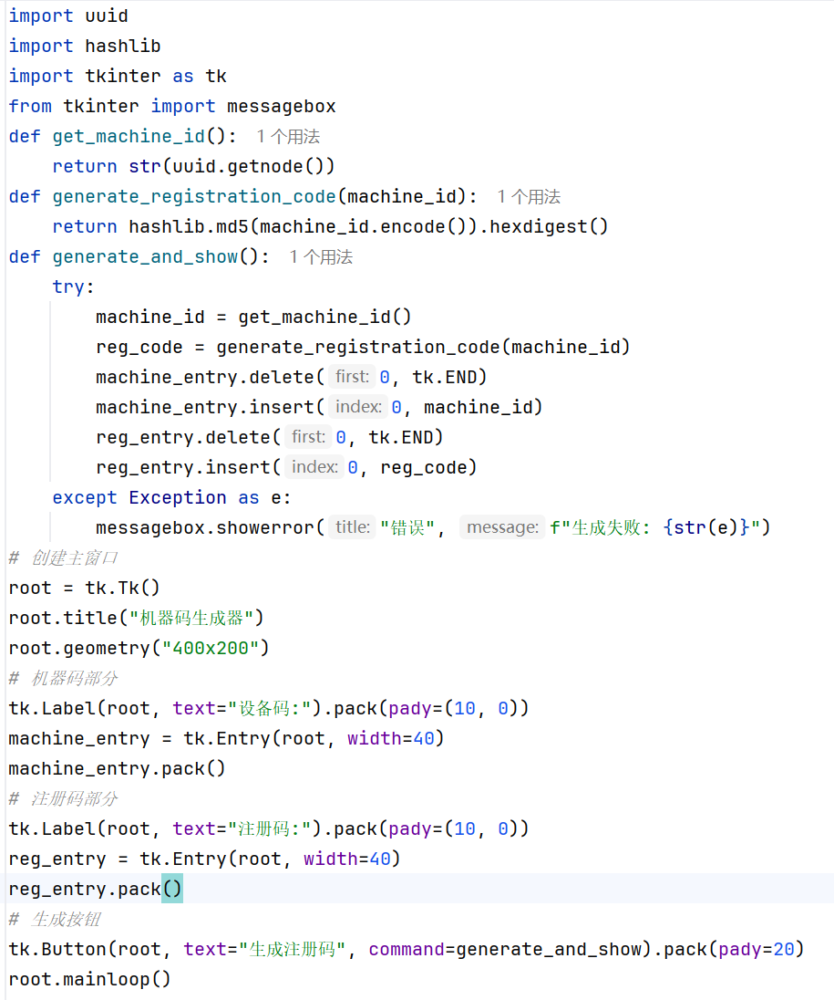 import uuid
import hashlib
import tkinter as tk
from tkinter import messagebox
def get_machine_id():  1 个用法
    return str(uuid.getnode())
def generate_registration_code(machine_id):  1 个用法
    return hashlib.md5(machine_id.encode()).hexdigest()
def generate_and_show():  1 个用法
    try:
        machine_id = get_machine_id()
        reg_code = generate_registration_code(machine_id)
        machine_entry.delete( first: 0, tk.END)
        machine_entry.insert( index: 0, machine_id)
        reg_entry.delete( first: 0, tk.END)
        reg_entry.insert( index: 0, reg_code)
    except Exception as e:
        messagebox.showerror( title: "错误",  message: f"生成失败: {str(e)}")
# 创建主窗口
root = tk.Tk()
root.title("机器码生成器")
root.geometry("400x200")
# 机器码部分
tk.Label(root, text="设备码:").pack(pady=(10, 0))
machine_entry = tk.Entry(root, width=40)
machine_entry.pack()
# 注册码部分
tk.Label(root, text="注册码:").pack(pady=(10, 0))
reg_entry = tk.Entry(root, width=40)
reg_entry.pack()
# 生成按钮
tk.Button(root, text="生成注册码", command=generate_and_show).pack(pady=20)
root.mainloop()